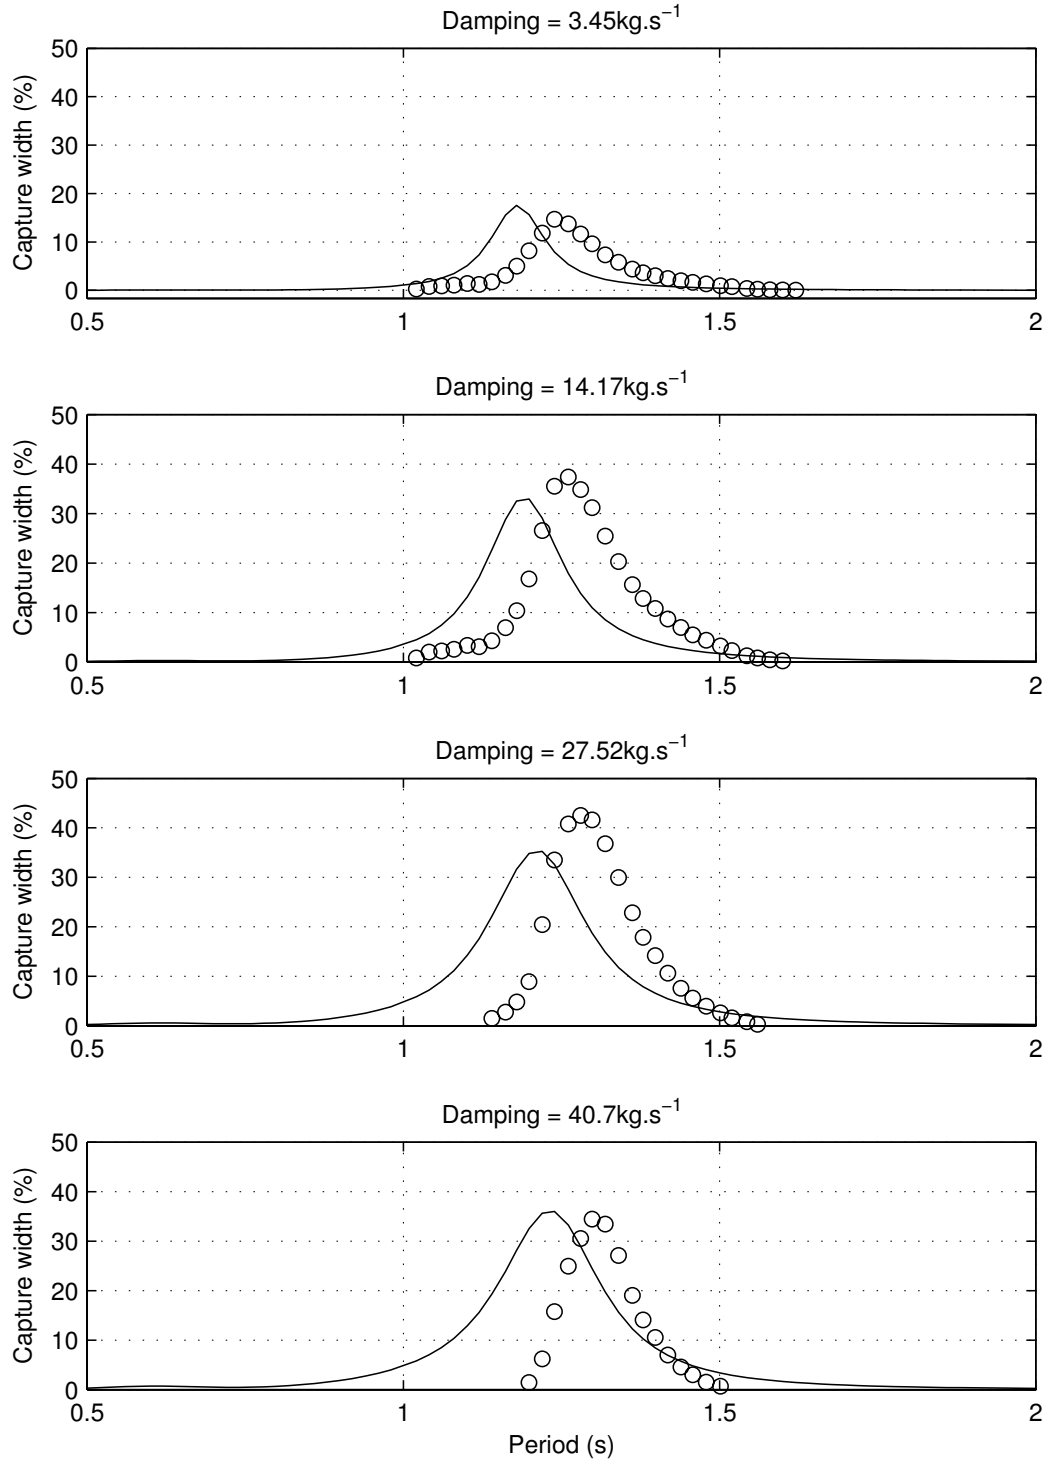 Damping = 3.45kg.s⁻¹
Capture width (%)
50
40
30
20
10
0
0.5 1 1.5 2
Damping = 14.17kg.s⁻¹
Capture width (%)
50
40
30
20
10
0
0.5 1 1.5 2
Damping = 27.52kg.s⁻¹
Capture width (%)
50
40
30
20
10
0
0.5 1 1.5 2
Damping = 40.7kg.s⁻¹
Capture width (%)
50
40
30
20
10
0
0.5 1 1.5 2
Period (s)